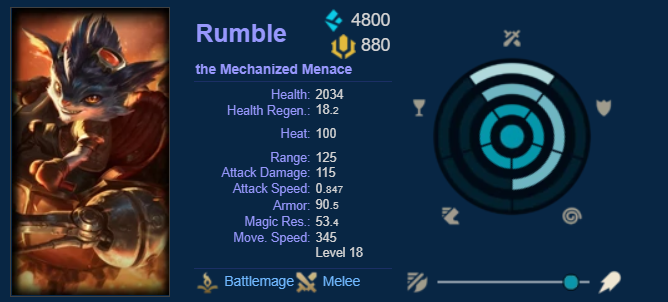 Rumble
4800
880
the Mechanized Menace
Health: 2034
Health Regen.: 18.2
Heat: 100
Range: 125
Attack Damage: 115
Attack Speed: 0.847
Armor: 90.5
Magic Res.: 53.4
Move. Speed: 345
Level 18
Battlemage Melee